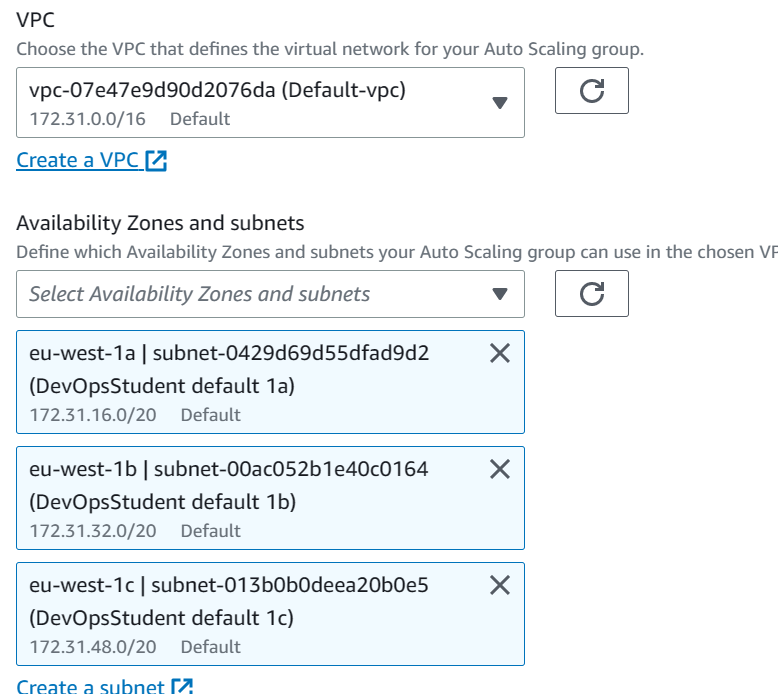 VPC
Choose the VPC that defines the virtual network for your Auto Scaling group.
vpc-07e47e9d90d2076da (Default-vpc)
172.31.0.0/16 Default
Create a VPC
Availability Zones and subnets
Define which Availability Zones and subnets your Auto Scaling group can use in the chosen VP
Select Availability Zones and subnets
eu-west-1a | subnet-0429d69d55dfad9d2
(DevOpsStudent default 1a)
172.31.16.0/20 Default
eu-west-1b | subnet-00ac052b1e40c0164
(DevOpsStudent default 1b)
172.31.32.0/20 Default
eu-west-1c | subnet-013b0b0deea20b0e5
(DevOpsStudent default 1c)
172.31.48.0/20 Default
Create a subnet